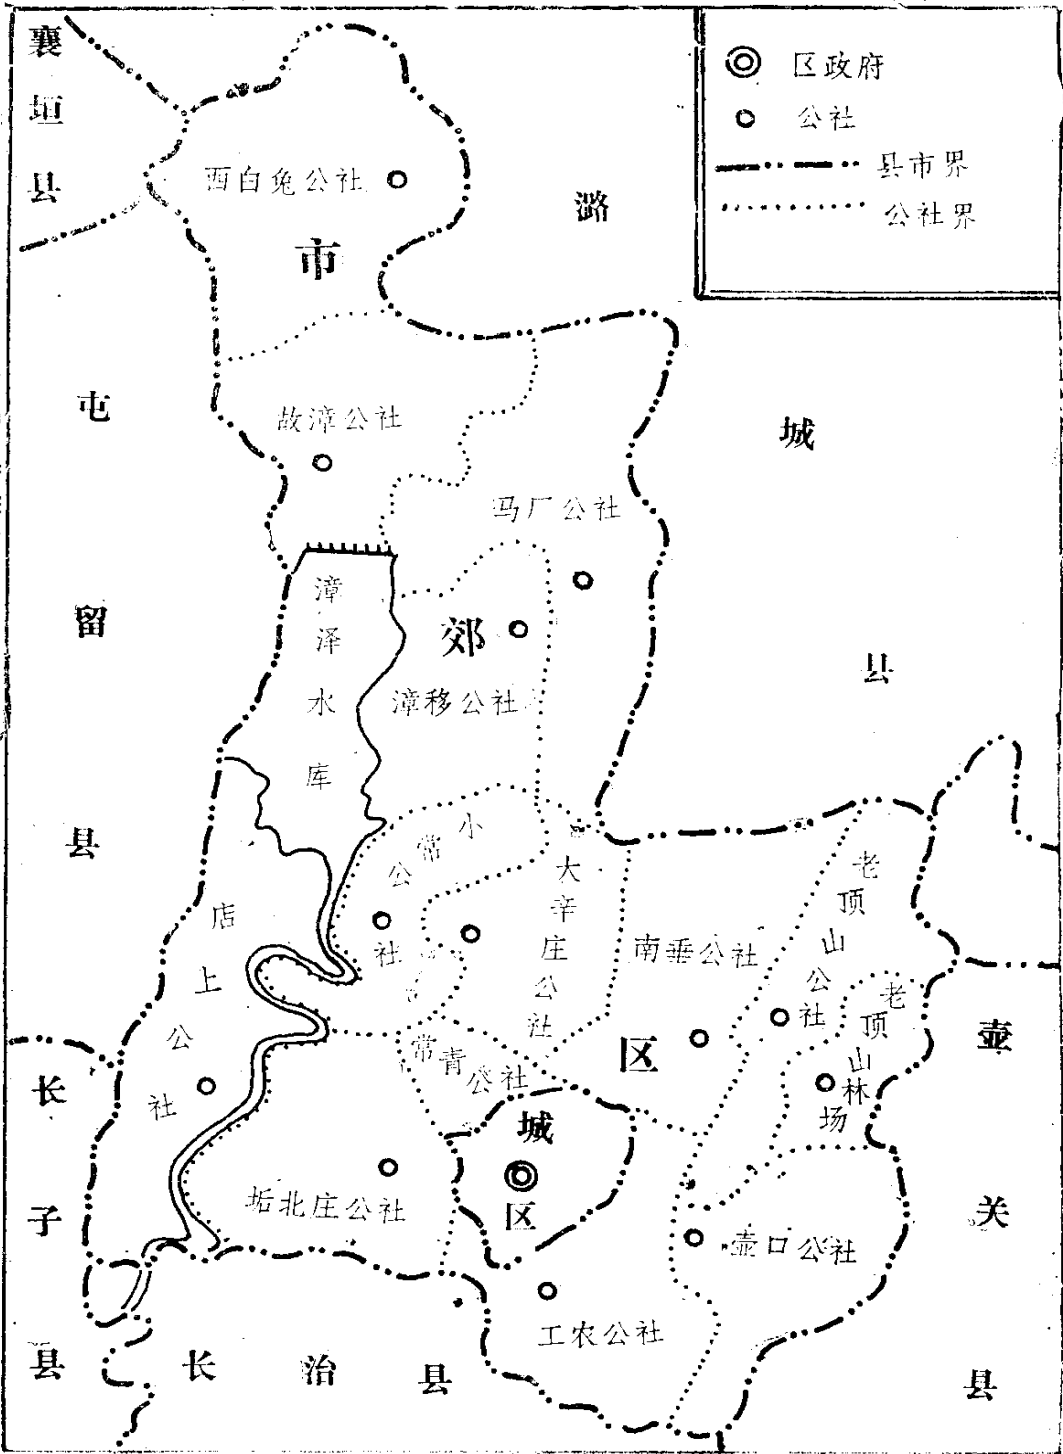 区政府
公社
县市界
公社界
襄垣县
西白兔公社
潞城县
市郊区
屯留县
故漳公社
马厂公社
漳泽水库
漳移公社
小常公社
大辛庄公社
南垂公社
老顶山公社
老顶山林场
店上公社
常青公社
城区
垢北庄公社
壶口公社
工农公社
长子县
长治县
壶关县